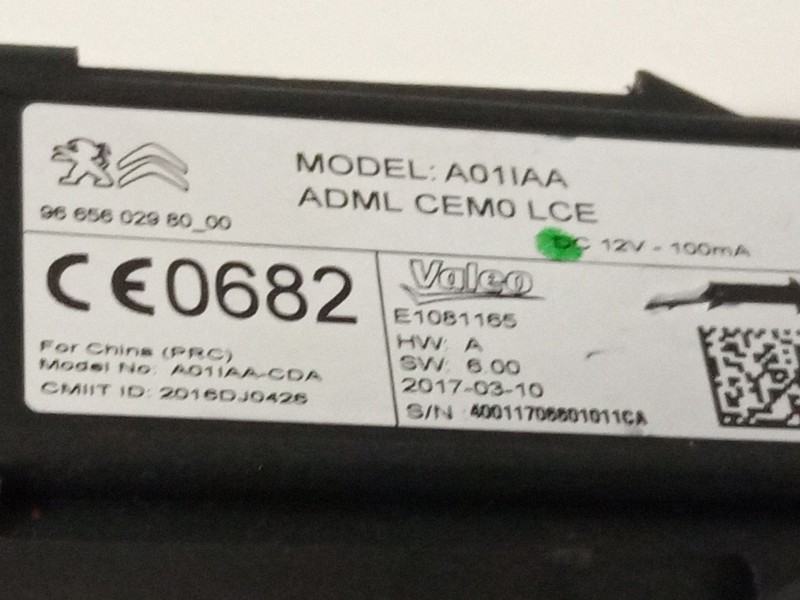 MODEL: A01IAA
ADML CEM0 LCE
96 656 029 80_00
DC 12V - 100mA
CE0682
For China (PRC)
Model No: A01IAA-CDA
CMIIT ID: 2016DJ0426
Valeo
E1081165
HW: A
SW: 6.00
2017-03-10
S/N 40011706601011CA